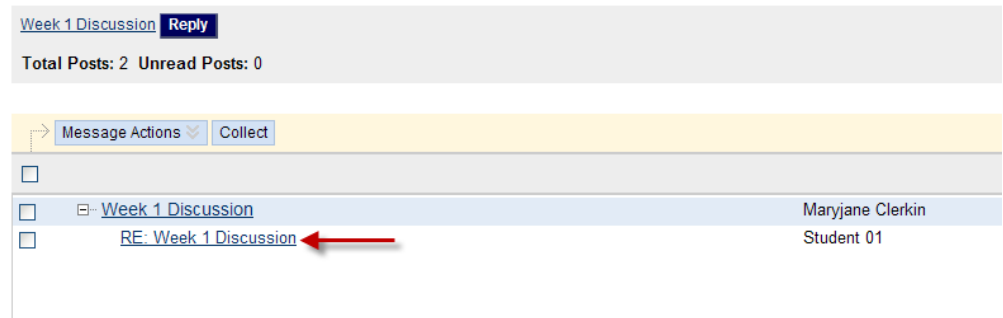 Week 1 Discussion Reply
Total Posts: 2 Unread Posts: 0
Message Actions Collect
Week 1 Discussion Maryjane Clerkin
RE: Week 1 Discussion Student 01